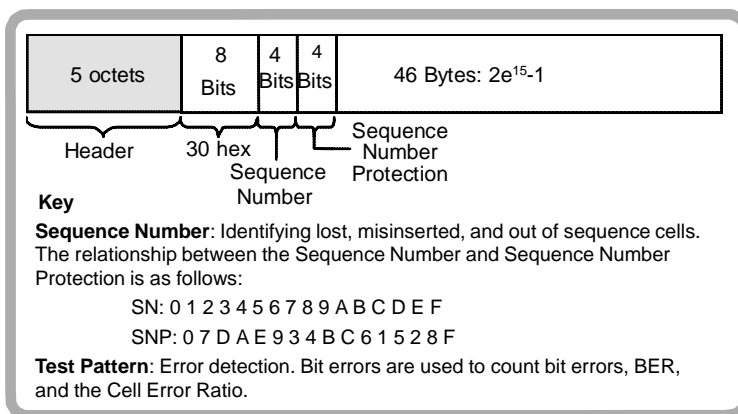 5 octets
8
Bits
4
Bits
4
Bits
46 Bytes: 2e15-1
Header
30 hex
Sequence
Number
Sequence
Number
Protection
Key
Sequence Number: Identifying lost, misinserted, and out of sequence cells.
The relationship between the Sequence Number and Sequence Number
Protection is as follows:
SN: 0 1 2 3 4 5 6 7 8 9 A B C D E F
SNP: 0 7 D A E 9 3 4 B C 6 1 5 2 8 F
Test Pattern: Error detection. Bit errors are used to count bit errors, BER,
and the Cell Error Ratio.